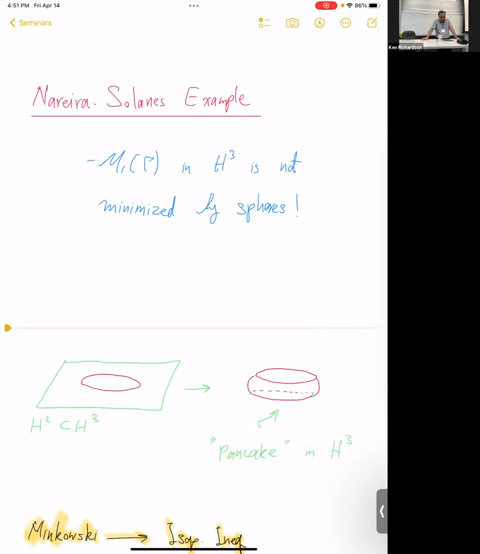 4:51 PM Fri Apr 14
86%
Seminars
Ken Richardson
Nareira-Solanes Example
-M₁(Γ) in H³ is not
minimized by spheres!
H² ⊂ H³
"Pancake" in H³
Minkowski → Isop. Ineq.